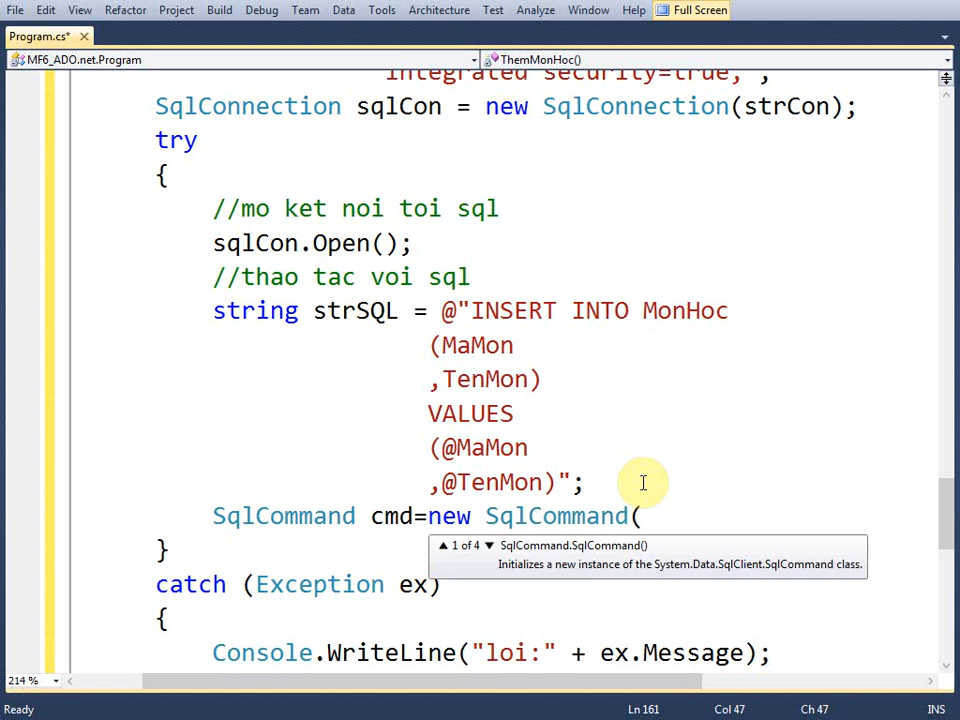 File Edit View Refactor Project Build Debug Team Data Tools Architecture Test Analyze Window Help Full Screen
Program.cs*
MF6_ADO.net.Program ThemMonHoc()
integrated security=true;
SqlConnection sqlCon = new SqlConnection(strCon);
try
{
//mo ket noi toi sql
sqlCon.Open();
//thao tac voi sql
string strSQL = @"INSERT INTO MonHoc
(MaMon
,TenMon)
VALUES
(@MaMon
,@TenMon)";
SqlCommand cmd=new SqlCommand(
1 of 4 SqlCommand.SqlCommand()
Initializes a new instance of the System.Data.SqlClient.SqlCommand class.
}
catch (Exception ex)
{
Console.WriteLine("loi:" + ex.Message);
214 %
Ready Ln 161 Col 47 Ch 47 INS